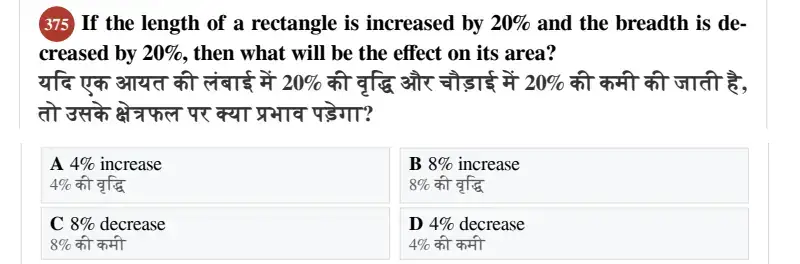 375 If the length of a rectangle is increased by 20% and the breadth is de-
creased by 20%, then what will be the effect on its area?
यदि एक आयत की लंबाई में 20% की वृद्धि और चौड़ाई में 20% की कमी की जाती है,
तो उसके क्षेत्रफल पर क्या प्रभाव पड़ेगा?
A 4% increase
4% की वृद्धि
B 8% increase
8% की वृद्धि
C 8% decrease
8% की कमी
D 4% decrease
4% की कमी